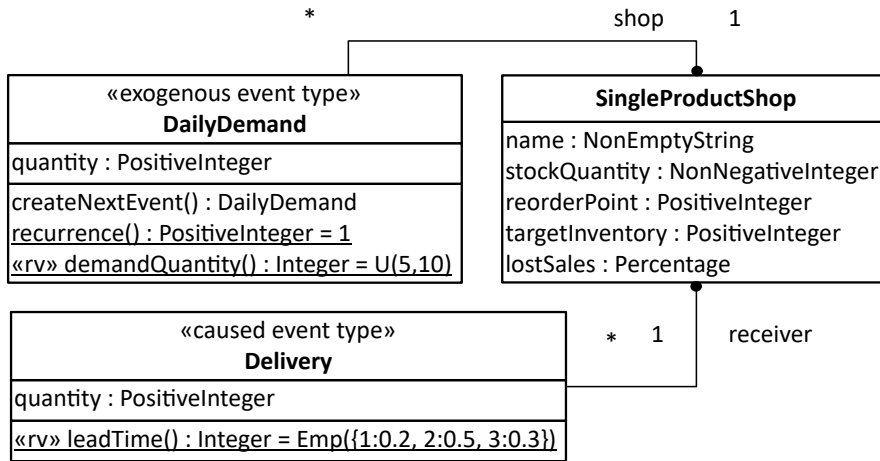 * shop 1
«exogenous event type»
DailyDemand
quantity : PositiveInteger
createNextEvent() : DailyDemand
recurrence() : PositiveInteger = 1
«rv» demandQuantity() : Integer = U(5,10)
SingleProductShop
name : NonEmptyString
stockQuantity : NonNegativeInteger
reorderPoint : PositiveInteger
targetInventory : PositiveInteger
lostSales : Percentage
«caused event type»
Delivery
quantity : PositiveInteger
«rv» leadTime() : Integer = Emp({1:0.2, 2:0.5, 3:0.3})
* 1 receiver